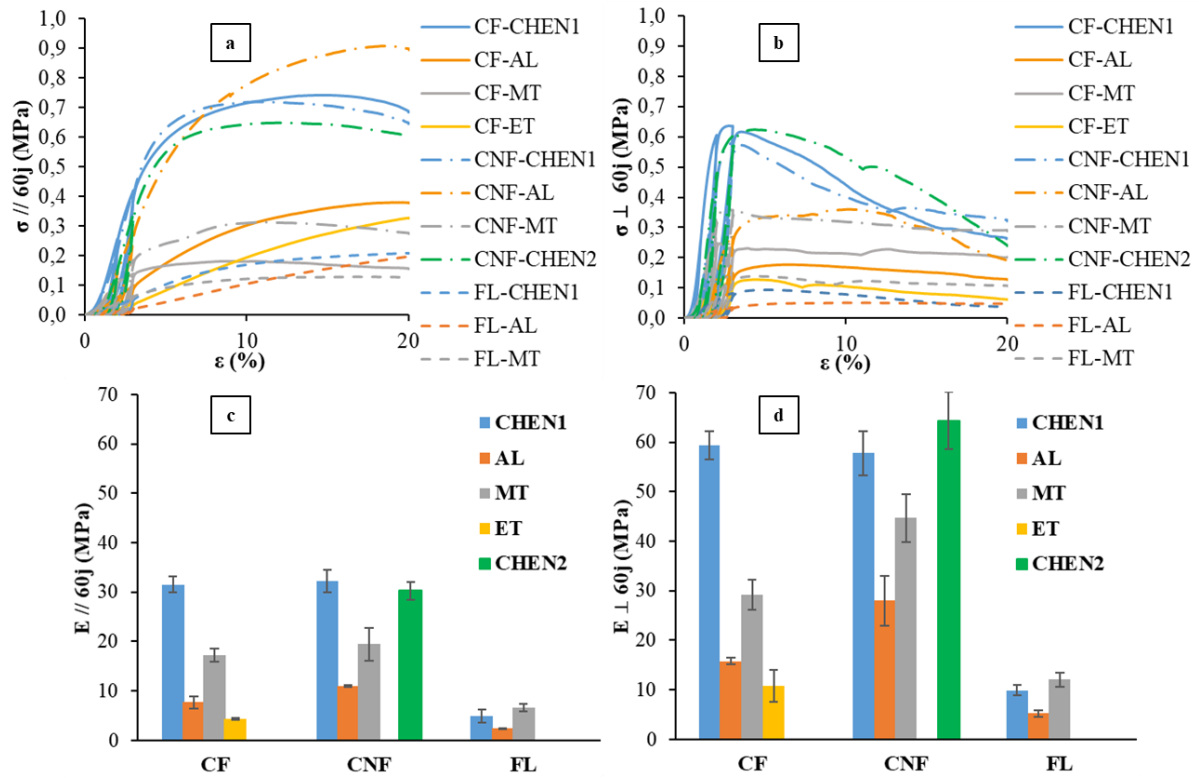 a
σ // 60j (MPa)
1,0
0,9
0,8
0,7
0,6
0,5
0,4
0,3
0,2
0,1
0,0
0
10
20
ε (%)
CF-CHEN1
CF-AL
CF-MT
CF-ET
CNF-CHEN1
CNF-AL
CNF-MT
CNF-CHEN2
FL-CHEN1
FL-AL
FL-MT
b
σ ⊥ 60j (MPa)
1,0
0,9
0,8
0,7
0,6
0,5
0,4
0,3
0,2
0,1
0,0
0
10
20
ε (%)
CF-CHEN1
CF-AL
CF-MT
CF-ET
CNF-CHEN1
CNF-AL
CNF-MT
CNF-CHEN2
FL-CHEN1
FL-AL
FL-MT
c
E // 60j (MPa)
70
60
50
40
30
20
10
0
CF
CNF
FL
CHEN1
AL
MT
ET
CHEN2
d
E ⊥ 60j (MPa)
70
60
50
40
30
20
10
0
CF
CNF
FL
CHEN1
AL
MT
ET
CHEN2